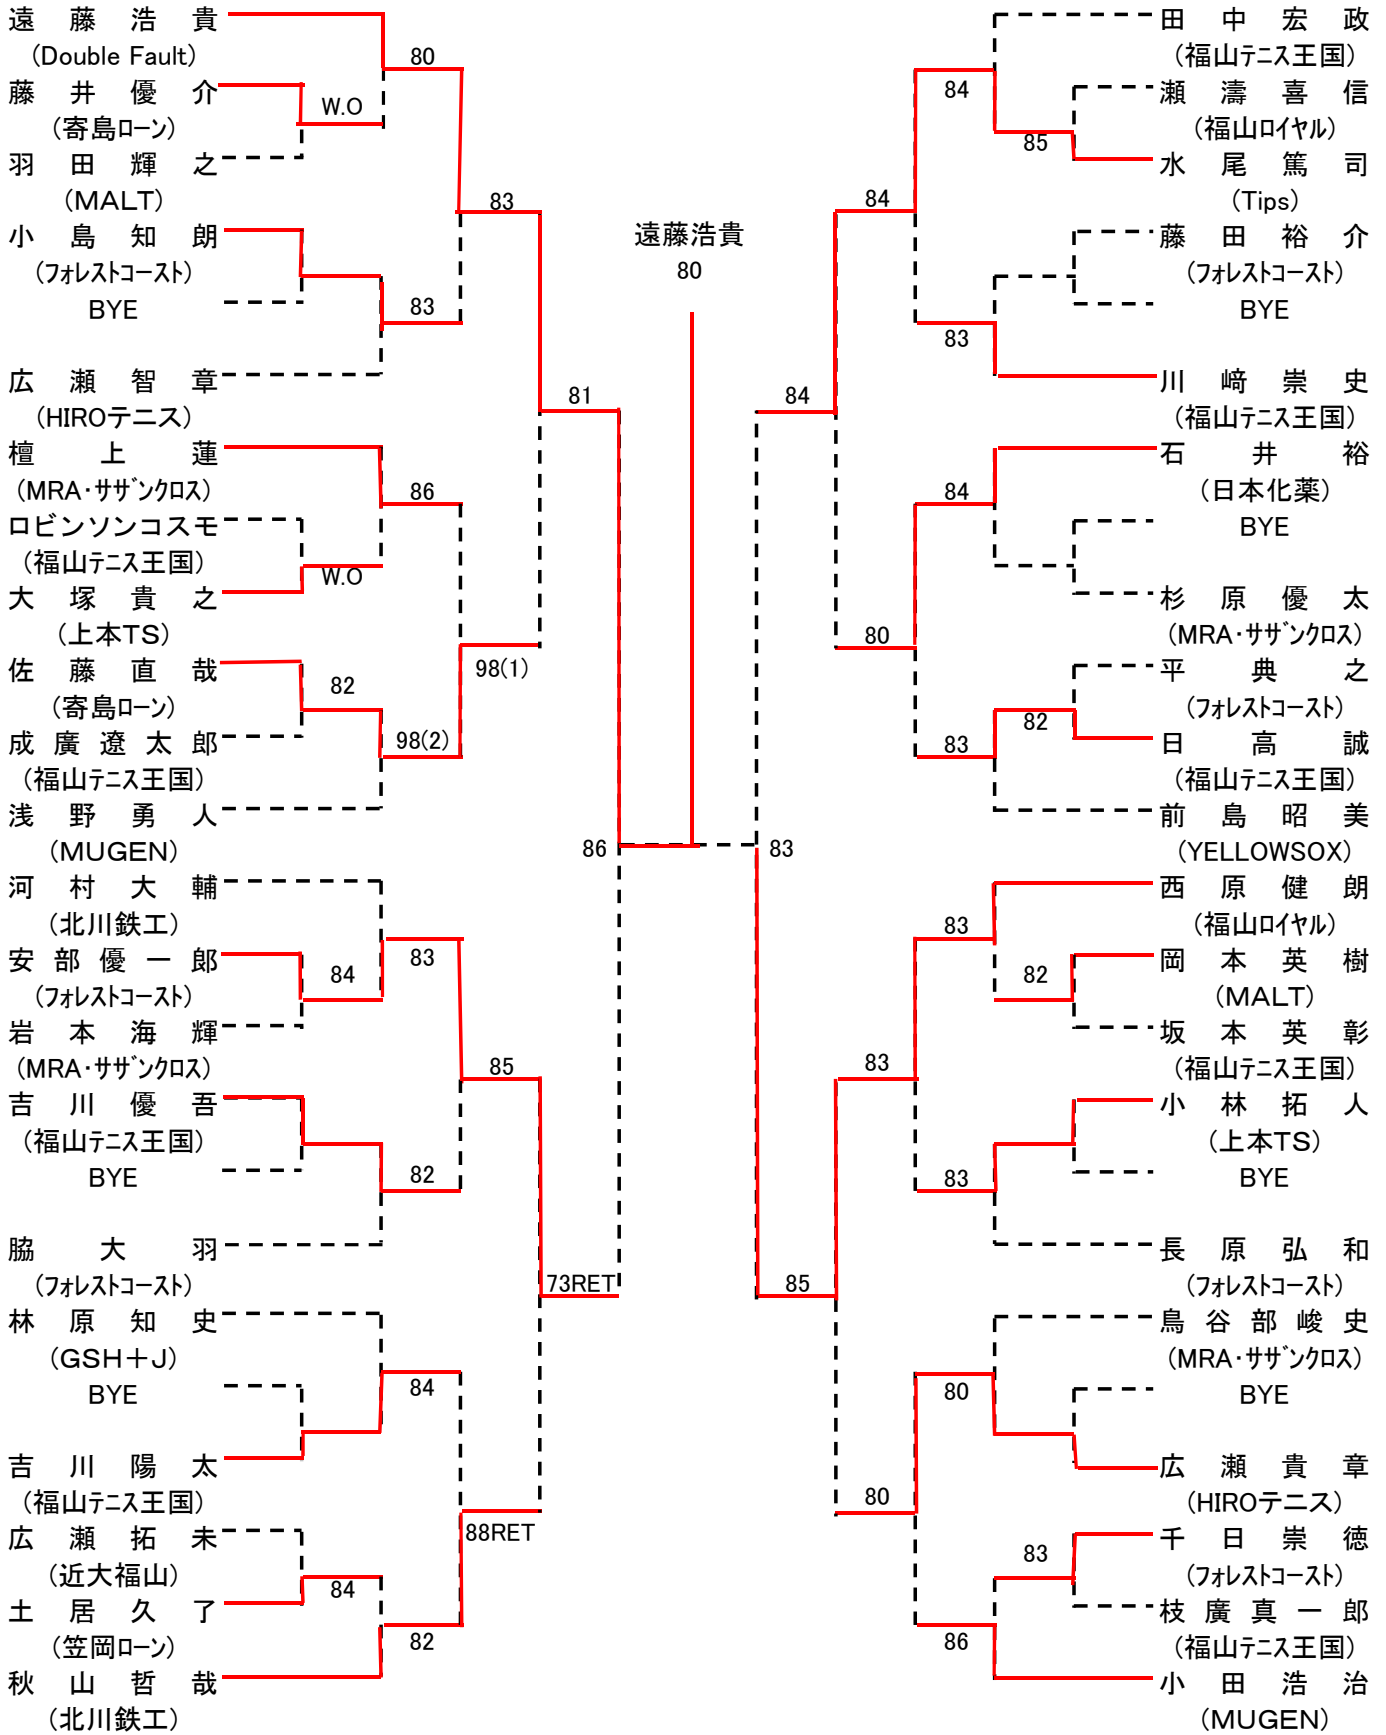 遠藤浩貴
(Double Fault)
80
藤井優介
W.O
(寄島ローン)
羽田輝之
(MALT)
83
小島知朗
(フォレストコースト)
BYE
83
広瀬智章
(HIROテニス)
81
檀上蓮
(MRA・サザンクロス)
86
ロビンソンコスモ
(福山テニス王国)
W.O
大塚貴之
(上本TS)
佐藤直哉
98(1)
82
(寄島ローン)
成廣遼太郎
98(2)
(福山テニス王国)
浅野勇人
(MUGEN)
86
河村大輔
(北川鉄工)
安部優一郎
83
84
(フォレストコースト)
岩本海輝
(MRA・サザンクロス)
85
吉川優吾
(福山テニス王国)
BYE
82
脇大羽
(フォレストコースト)
73RET
林原知史
(GSH+J)
BYE
84
吉川陽太
(福山テニス王国)
広瀬拓未
88RET
(近大福山)
84
土居久了
(笠岡ローン)
82
秋山哲哉
(北川鉄工)
遠藤浩貴
80
田中宏政
(福山テニス王国)
84
瀬濤喜信
(福山ロイヤル)
85
水尾篤司
(Tips)
84
藤田裕介
(フォレストコースト)
BYE
83
川﨑崇史
(福山テニス王国)
84
石井裕
(日本化薬)
84
BYE
杉原優太
(MRA・サザンクロス)
80
平典之
(フォレストコースト)
82
日高誠
83
(福山テニス王国)
前島昭美
(YELLOWSOX)
83
西原健朗
(福山ロイヤル)
83
岡本英樹
82
(MALT)
坂本英彰
(福山テニス王国)
83
小林拓人
(上本TS)
BYE
83
長原弘和
(フォレストコースト)
85
鳥谷部峻史
(MRA・サザンクロス)
BYE
80
広瀬貴章
(HIROテニス)
80
千日崇徳
83
(フォレストコースト)
枝廣真一郎
(福山テニス王国)
86
小田浩治
(MUGEN)